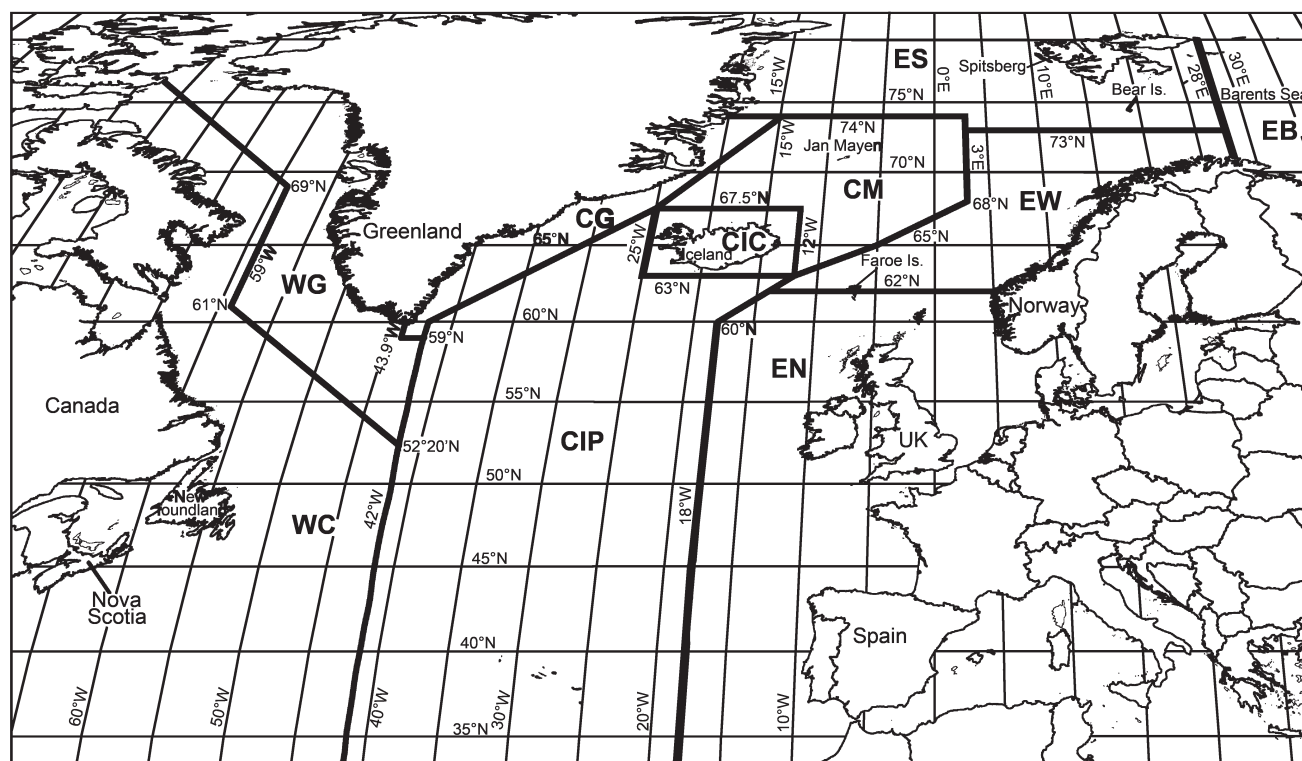 ES
Spitsberg
15°W
0°E
10°E
28°E
30°E
Bear Is.
Barents Sea
75°N
EB
74°N
73°N
15°W
Jan Mayen
3°E
70°N
69°N
CM
EW
67.5°N
68°N
CG
Greenland
65°N
25°W
CIC
Iceland
12°W
65°N
59°W
Faroe Is.
WG
63°N
62°N
61°N
Norway
60°N
60°N
43.9°W
59°N
EN
55°N
Canada
CIP
UK
52°20'N
50°N
New
foundland
42°W
18°W
WC
45°N
Nova
Scotia
Spain
40°N
60°W
50°W
40°W
30°W
20°W
10°W
35°N